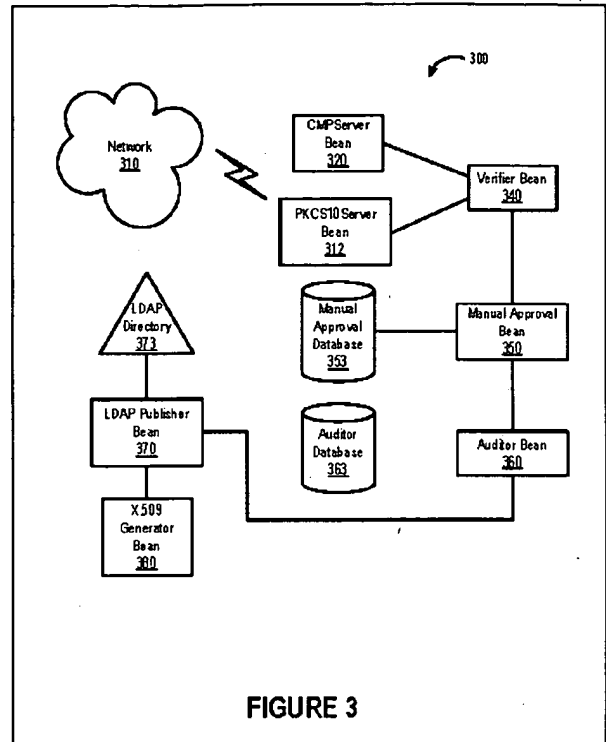 300
Network
310
CMPServer
Bean
320
Verifier Bean
340
PKCS10Server
Bean
312
LDAP
Directory
373
Manual
Approval
Database
353
Manual Approval
Bean
350
LDAP Publisher
Bean
370
Auditor
Database
363
Auditor Bean
360
X509
Generator
Bean
380
FIGURE 3